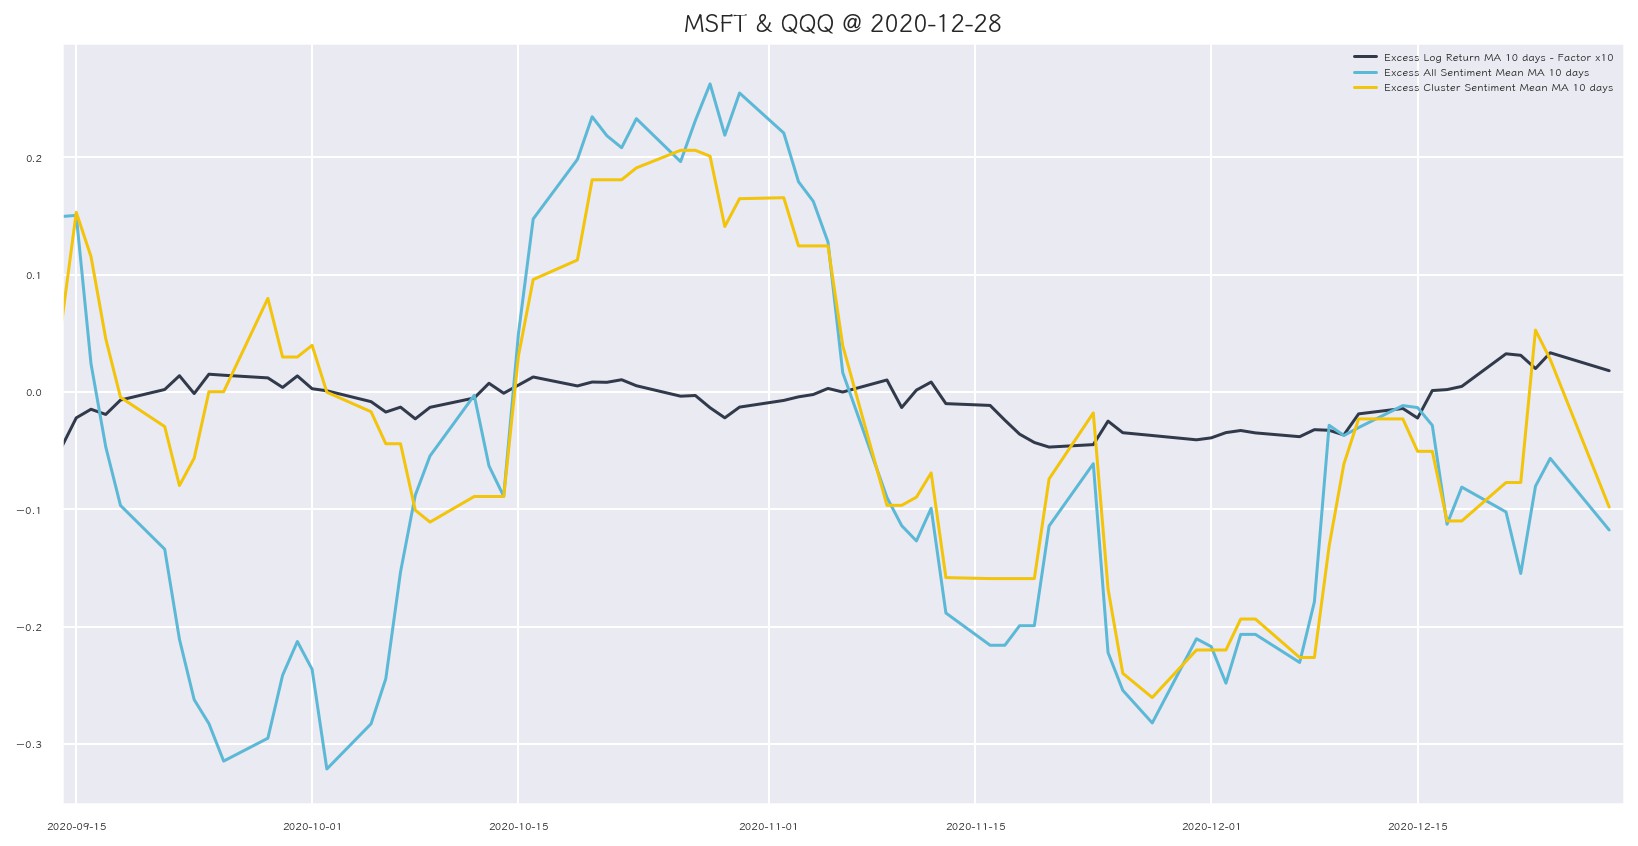 MSFT & QQQ @ 2020-12-28
Excess Log Return MA 10 days - Factor x10
Excess All Sentiment Mean MA 10 days
Excess Cluster Sentiment Mean MA 10 days
0.2
0.1
0.0
−0.1
−0.2
−0.3
2020-09-15 2020-10-01 2020-10-15 2020-11-01 2020-11-15 2020-12-01 2020-12-15